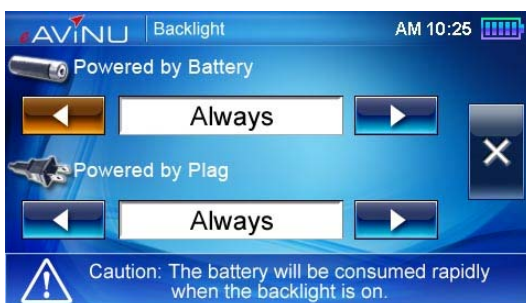 eAViNU Backlight AM 10:25
Powered by Battery
Always
Powered by Plag
Always
Caution: The battery will be consumed rapidly
when the backlight is on.